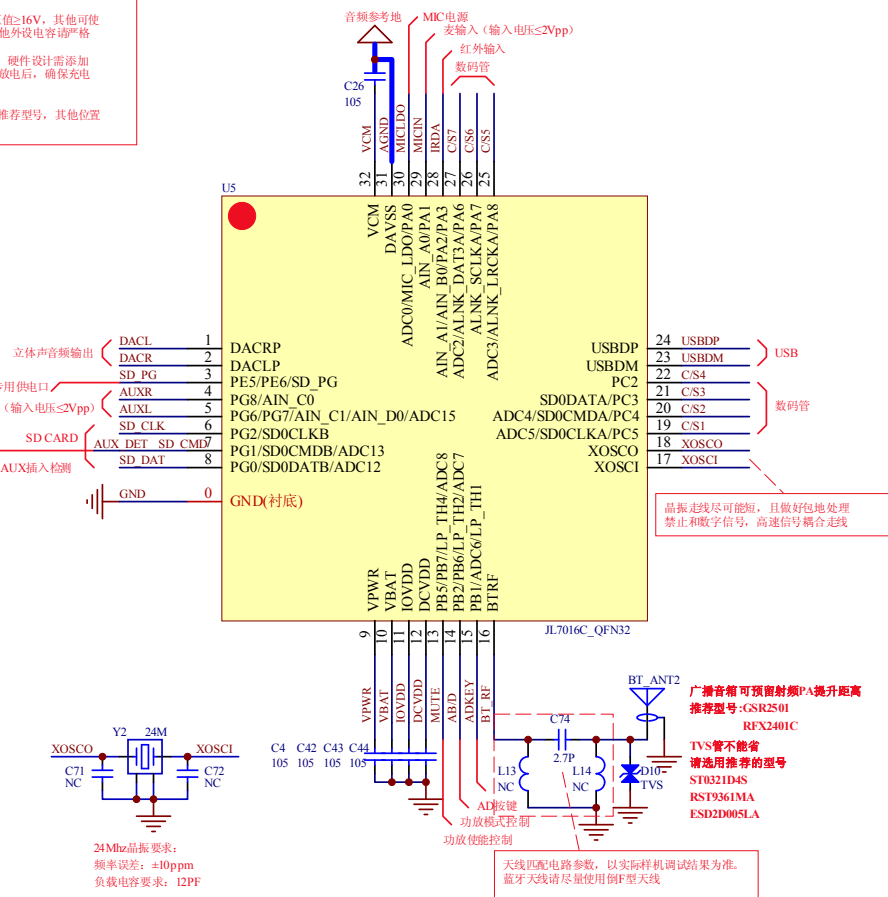 值≥16V，其他可使
他外设电容请严格
硬件设计需添加
放电后，确保充电
推荐型号，其他位置
音频参考地
MIC电源
麦输入（输入电压≤2Vpp）
红外输入
数码管
C26
105
VCM
AGND
MICLDO
MICIN
IRDA
C/S7
C/S6
C/S5
32
31
30
29
28
27
26
25
U5
VCM
DAVSS
ADC0/MIC_LDO/PA0
AIN_A0/PA1
AIN_A1/AIN_B0/PA2/PA3
ADC2/ALNK_DAT3A/PA6
ALNK_SCLKA/PA7
ADC3/ALNK_LRCKA/PA8
立体声音频输出
DACL 1 DACRP
DACR 2 DACLP
SD_PG 3 PE5/PE6/SD_PG
专用供电口
AUXR 4 PG8/AIN_C0
（输入电压≤2Vpp）
AUXL 5 PG6/PG7/AIN_C1/AIN_D0/ADC15
SD_CLK 6 PG2/SD0CLKB
SD CARD
AUX_DET SD_CMD 7 PG1/SD0CMDB/ADC13
SD_DAT 8 PG0/SD0DATB/ADC12
AUX插入检测
GND 0 GND(衬底)
USBDP 24 USBDP
USBDM 23 USBDM
USB
PC2 22 C/S4
SD0DATA/PC3 21 C/S3
ADC4/SD0CMDA/PC4 20 C/S2
ADC5/SD0CLKA/PC5 19 C/S1
数码管
XOSCO 18 XOSCO
XOSCI 17 XOSCI
晶振走线尽可能短，且做好包地处理
禁止和数字信号，高速信号耦合走线
VPWR
VBAT
IOVDD
DCVDD
PB5/PB7/LP_TH4/ADC8
PB2/PB6/LP_TH2/ADC7
PB1/ADC6/LP_TH1
BTRF
JL7016C_QFN32
9
10
11
12
13
14
15
16
VPWR
VBAT
IOVDD
DCVDD
MUTE
AB/D
ADKEY
BT_RF
C4 C42 C43 C44
105 105 105 105
AD按键
功放模式控制
功放使能控制
C74
2.7P
L13
NC
L14
NC
BT_ANT2
D10
TVS
广播音箱可预留射频PA提升距离
推荐型号:GSR2501
RFX2401C
TVS管不能省
请选用推荐的型号
ST0321D4S
RST9361MA
ESD2D005LA
天线匹配电路参数，以实际样机调试结果为准。
蓝牙天线请尽量使用倒F型天线
Y2 24M
XOSCO XOSCI
C71
NC
C72
NC
24Mhz晶振要求:
频率误差：±10ppm
负载电容要求：12PF